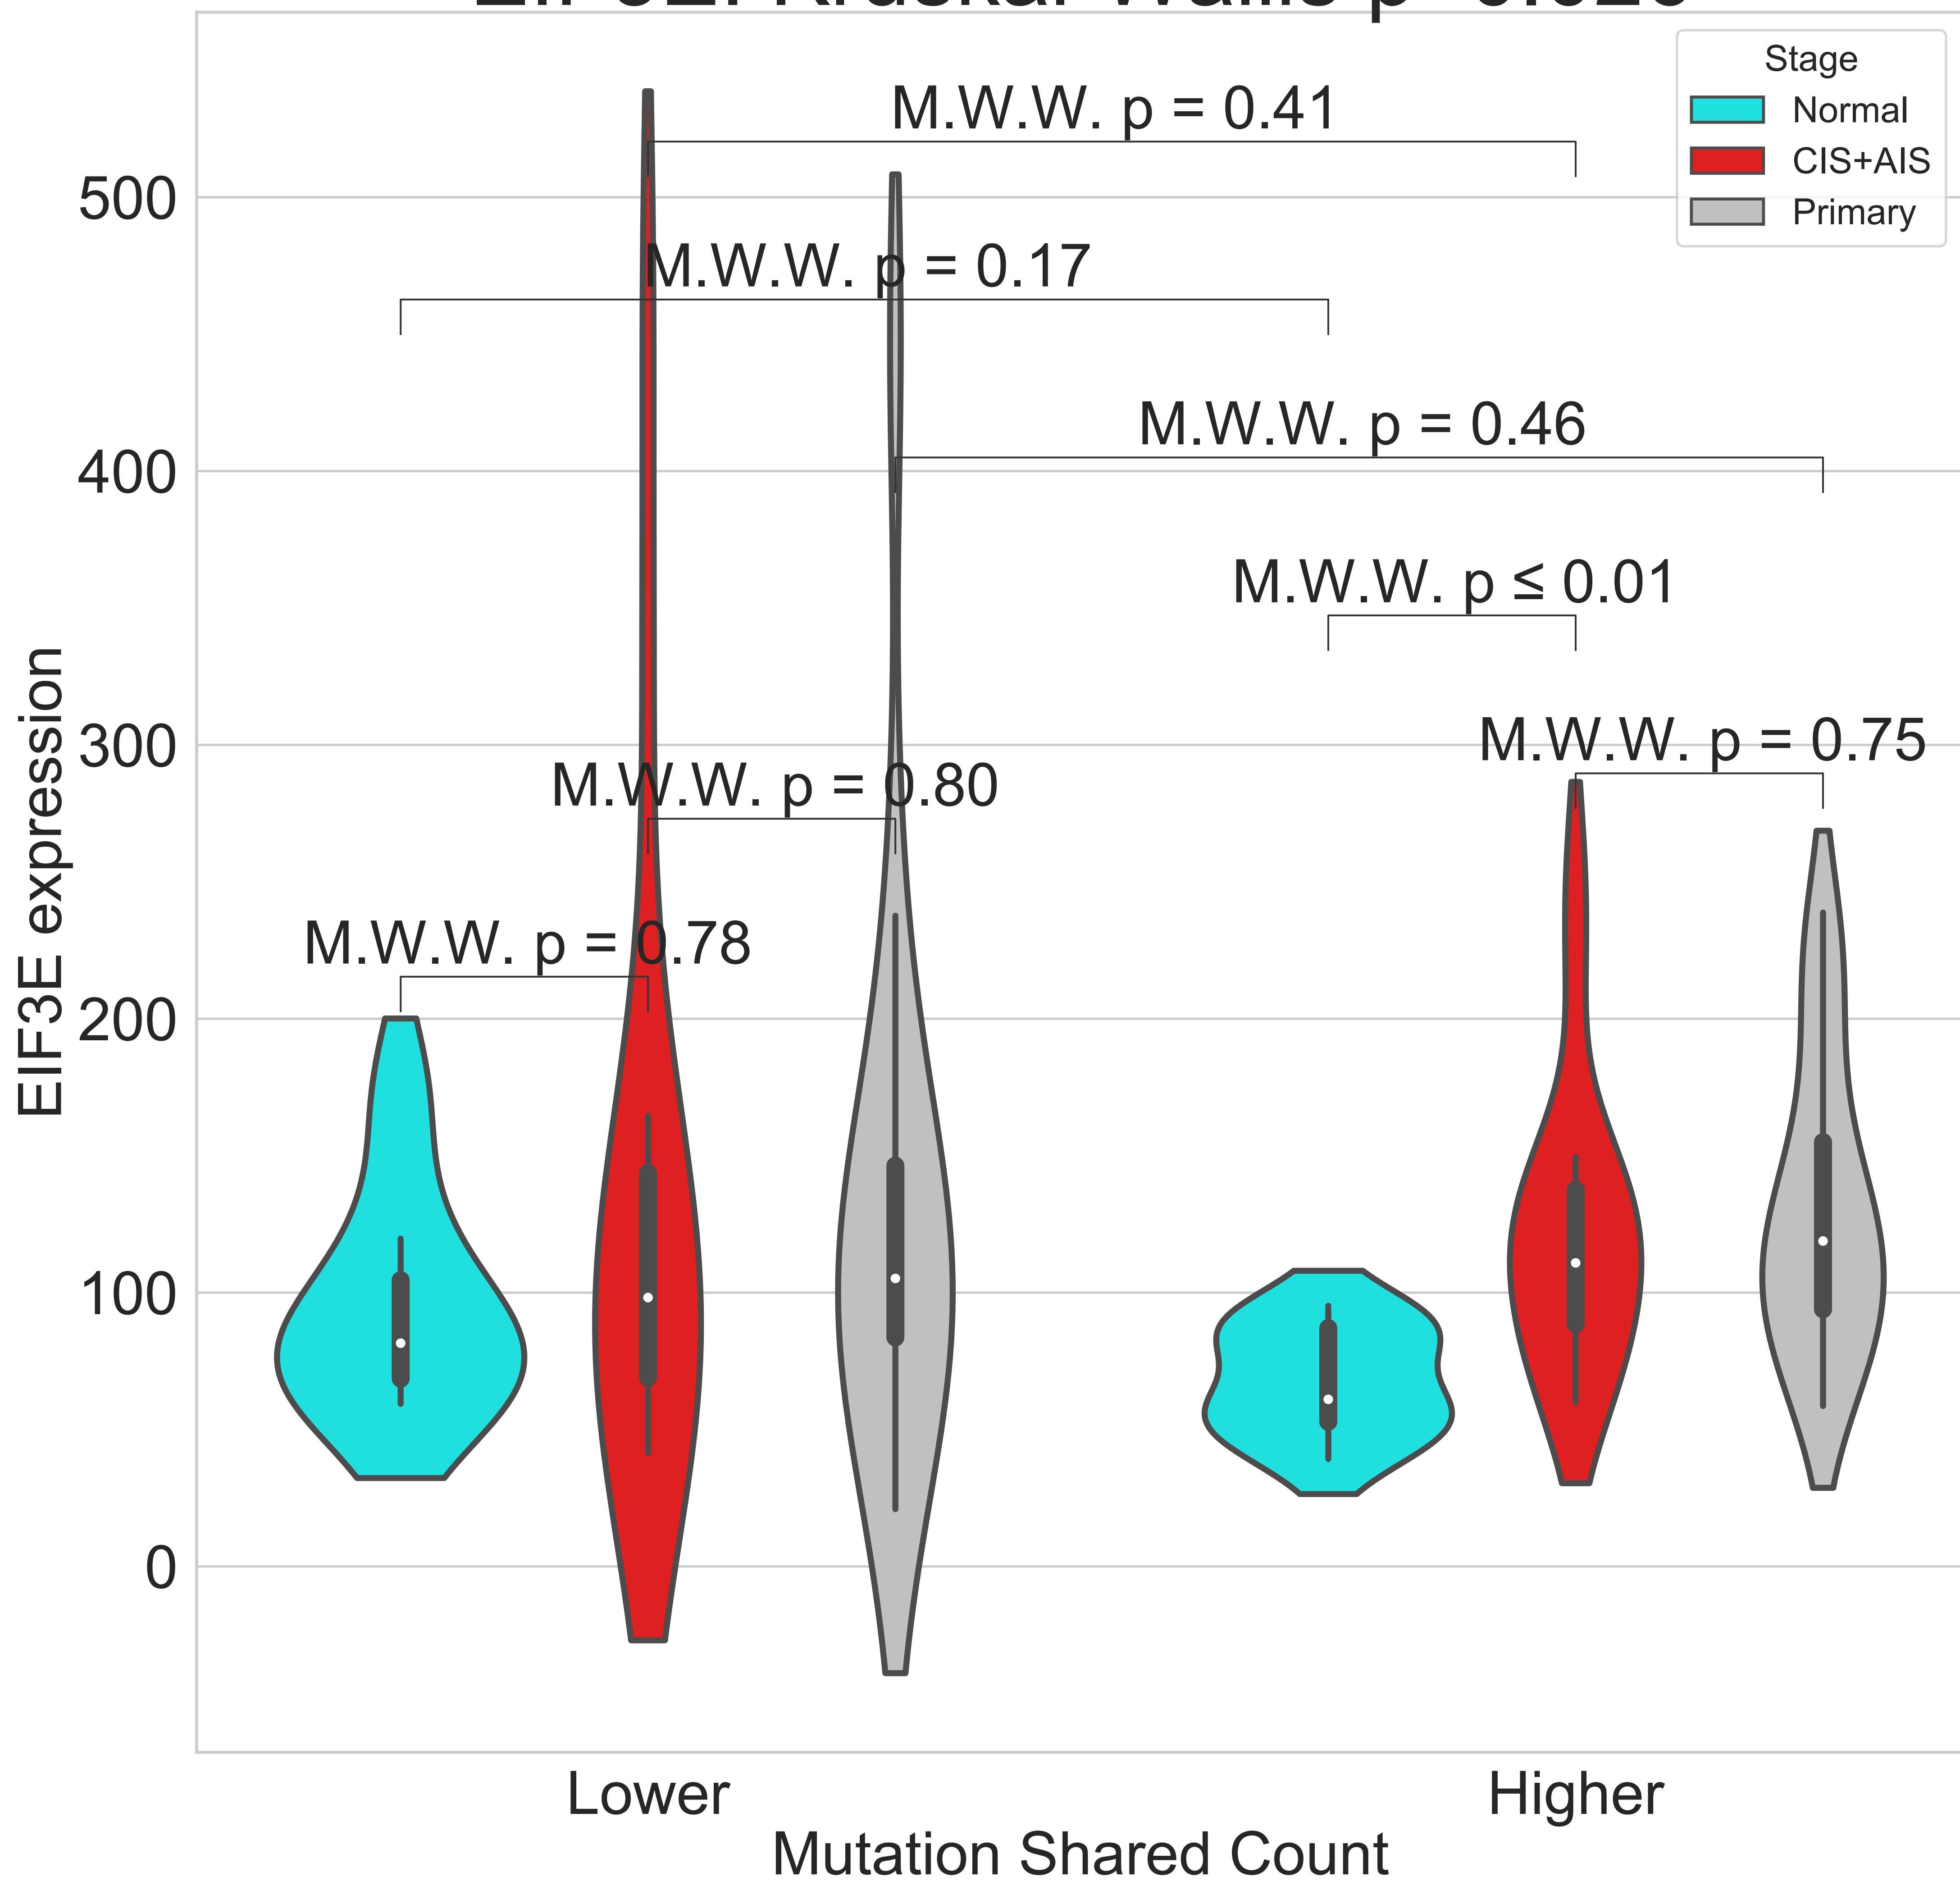 Stage
Normal
CIS+AIS
Primary
M.W.W. p = 0.41
M.W.W. p = 0.17
M.W.W. p = 0.46
M.W.W. p ≤ 0.01
M.W.W. p = 0.75
M.W.W. p = 0.80
M.W.W. p = 0.78
500
400
300
200
100
0
EIF3E expression
Lower
Higher
Mutation Shared Count